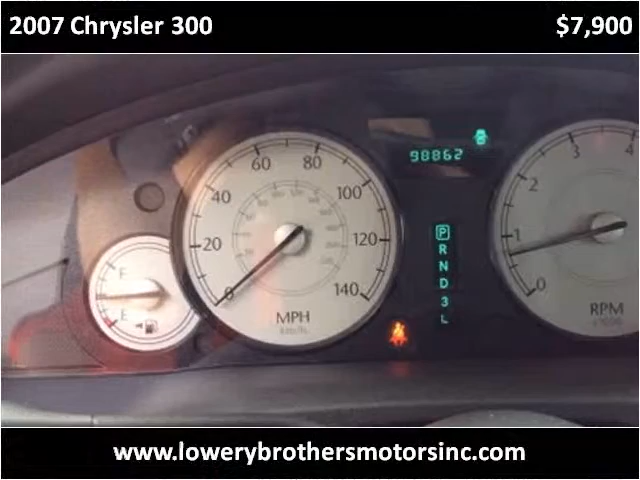 2007 Chrysler 300 $7,900
98862
60 80
40 100
20 120
0 140
MPH
km/h
F
E
P
R
N
D
3
L
3 4
2
1
0
RPM
www.lowerybrothersmotorsinc.com